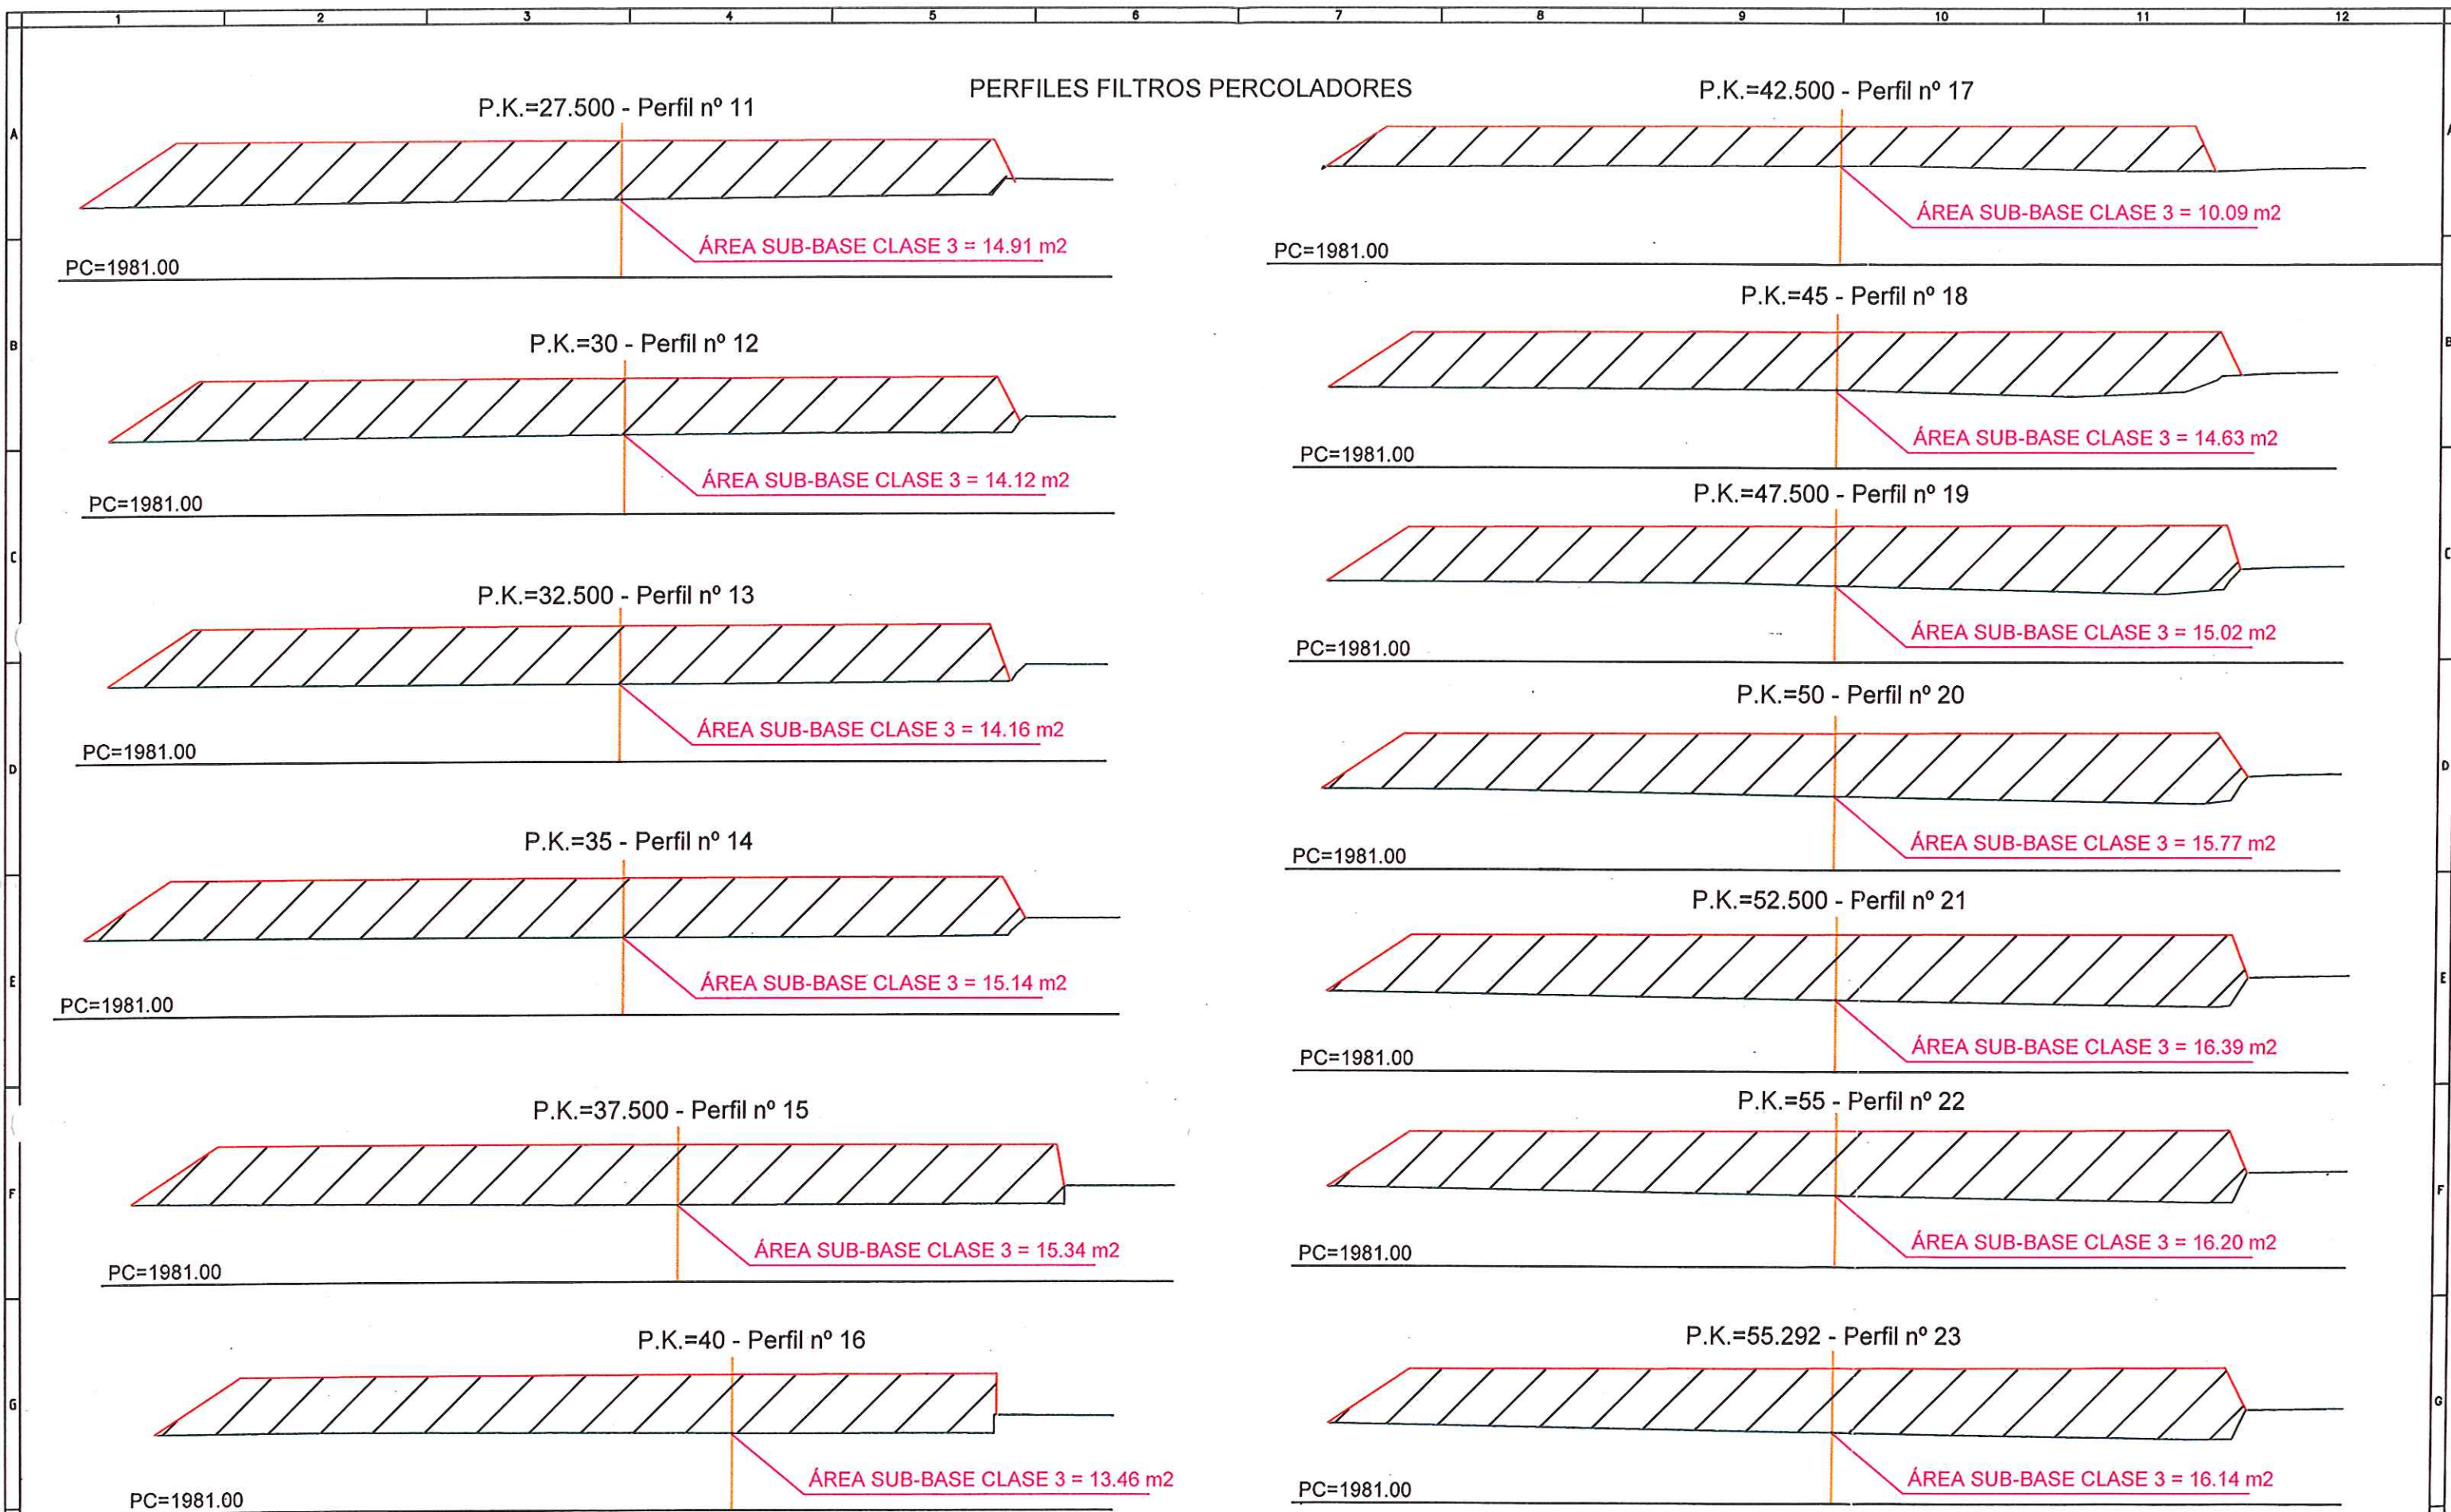 1 2 3 4 5 6 7 8 9 10 11 12
PERFILES FILTROS PERCOLADORES
A
P.K.=27.500 - Perfil nº 11
ÁREA SUB-BASE CLASE 3 = 14.91 m2
PC=1981.00
B
P.K.=30 - Perfil nº 12
ÁREA SUB-BASE CLASE 3 = 14.12 m2
PC=1981.00
C
P.K.=32.500 - Perfil nº 13
ÁREA SUB-BASE CLASE 3 = 14.16 m2
PC=1981.00
D
P.K.=35 - Perfil nº 14
ÁREA SUB-BASE CLASE 3 = 15.14 m2
PC=1981.00
E
P.K.=37.500 - Perfil nº 15
ÁREA SUB-BASE CLASE 3 = 15.34 m2
PC=1981.00
F
P.K.=40 - Perfil nº 16
ÁREA SUB-BASE CLASE 3 = 13.46 m2
PC=1981.00
G
P.K.=42.500 - Perfil nº 17
ÁREA SUB-BASE CLASE 3 = 10.09 m2
PC=1981.00
A
P.K.=45 - Perfil nº 18
ÁREA SUB-BASE CLASE 3 = 14.63 m2
PC=1981.00
B
P.K.=47.500 - Perfil nº 19
ÁREA SUB-BASE CLASE 3 = 15.02 m2
PC=1981.00
C
P.K.=50 - Perfil nº 20
ÁREA SUB-BASE CLASE 3 = 15.77 m2
PC=1981.00
D
P.K.=52.500 - Perfil nº 21
ÁREA SUB-BASE CLASE 3 = 16.39 m2
PC=1981.00
E
P.K.=55 - Perfil nº 22
ÁREA SUB-BASE CLASE 3 = 16.20 m2
PC=1981.00
F
P.K.=55.292 - Perfil nº 23
ÁREA SUB-BASE CLASE 3 = 16.14 m2
PC=1981.00
G